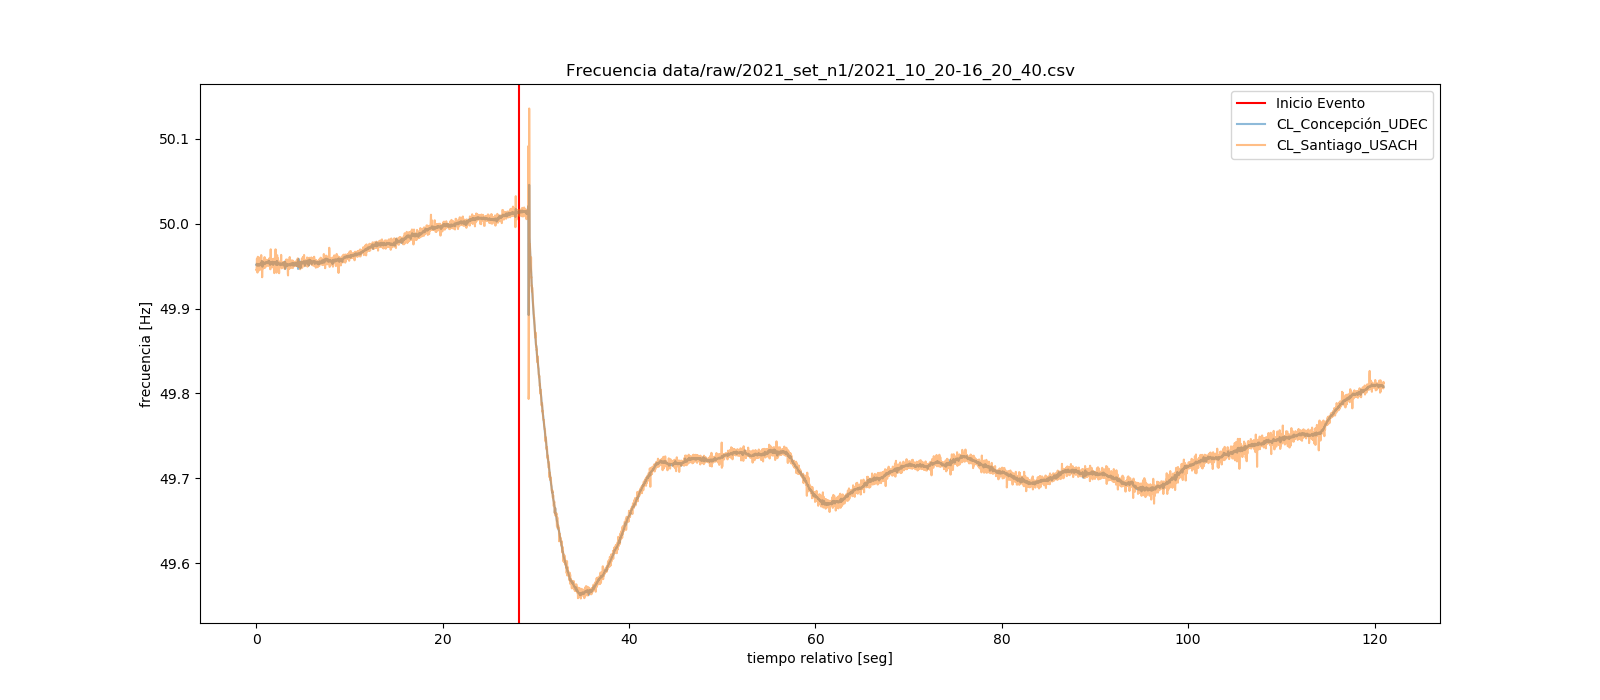 Frecuencia data/raw/2021_set_n1/2021_10_20-16_20_40.csv
Inicio Evento
CL_Concepción_UDEC
CL_Santiago_USACH
50.1
50.0
49.9
49.8
49.7
49.6
frecuencia [Hz]
0 20 40 60 80 100 120
tiempo relativo [seg]